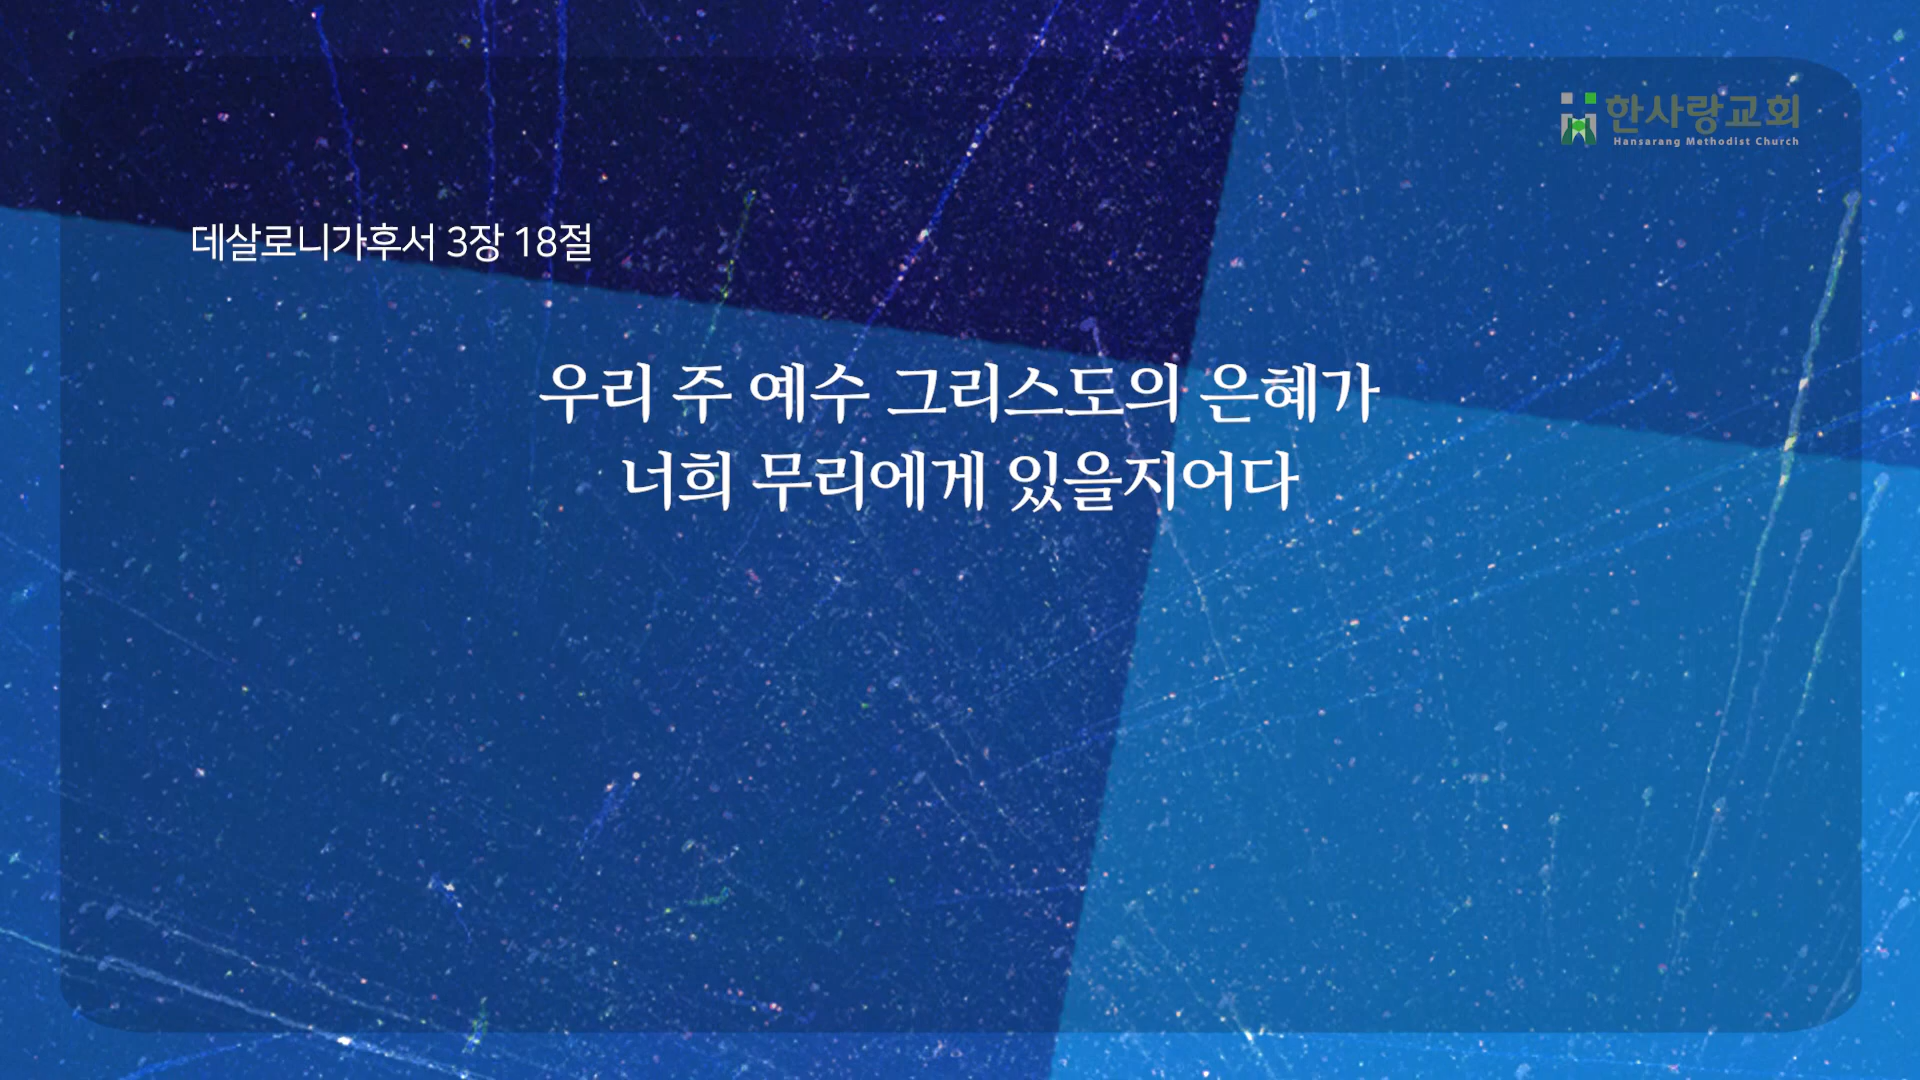 한사랑교회
Hansarang Methodist Church
데살로니가후서 3장 18절
우리 주 예수 그리스도의 은혜가
너희 무리에게 있을지어다